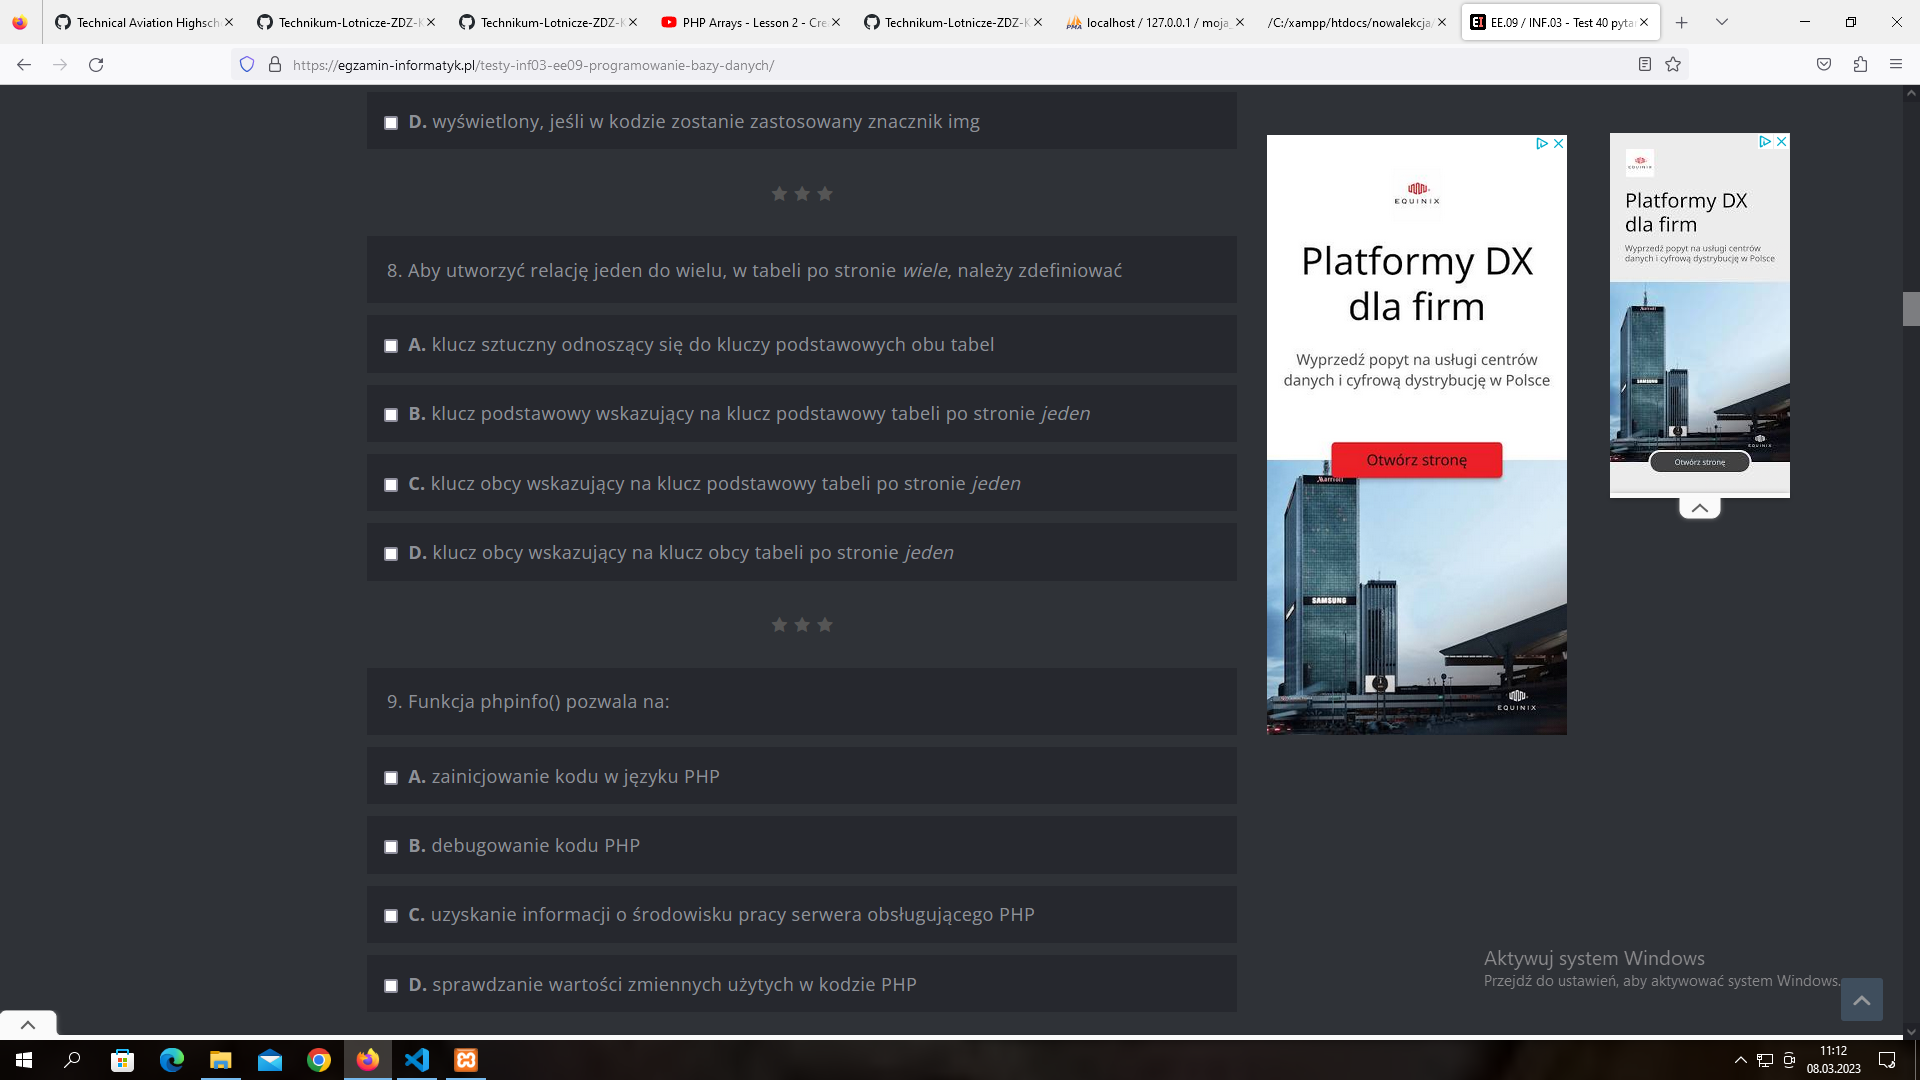 Technical Aviation Highsch
Technikum-Lotnicze-ZDZ-K
Technikum-Lotnicze-ZDZ-K
PHP Arrays - Lesson 2 - Cre
Technikum-Lotnicze-ZDZ-K
localhost / 127.0.0.1 / moja_
/C:/xampp/htdocs/nowalekcja/
EE.09 / INF.03 - Test 40 pytań
https://egzamin-informatyk.pl/testy-inf03-ee09-programowanie-bazy-danych/
D. wyświetlony, jeśli w kodzie zostanie zastosowany znacznik img
8. Aby utworzyć relację jeden do wielu, w tabeli po stronie wiele, należy zdefiniować
A. klucz sztuczny odnoszący się do kluczy podstawowych obu tabel
B. klucz podstawowy wskazujący na klucz podstawowy tabeli po stronie jeden
C. klucz obcy wskazujący na klucz podstawowy tabeli po stronie jeden
D. klucz obcy wskazujący na klucz obcy tabeli po stronie jeden
9. Funkcja phpinfo() pozwala na:
A. zainicjowanie kodu w języku PHP
B. debugowanie kodu PHP
C. uzyskanie informacji o środowisku pracy serwera obsługującego PHP
D. sprawdzanie wartości zmiennych użytych w kodzie PHP
EQUINIX
Platformy DX
dla firm
Wyprzedź popyt na usługi centrów
danych i cyfrową dystrybucję w Polsce
Otwórz stronę
Marriott
SAMSUNG
EQUINIX
EQUINIX
Platformy DX
dla firm
Wyprzedź popyt na usługi centrów
danych i cyfrową dystrybucję w Polsce
Marriott
SAMSUNG
EQUINIX
Otwórz stronę
Aktywuj system Windows
Przejdź do ustawień, aby aktywować system Windows.
11:12
08.03.2023